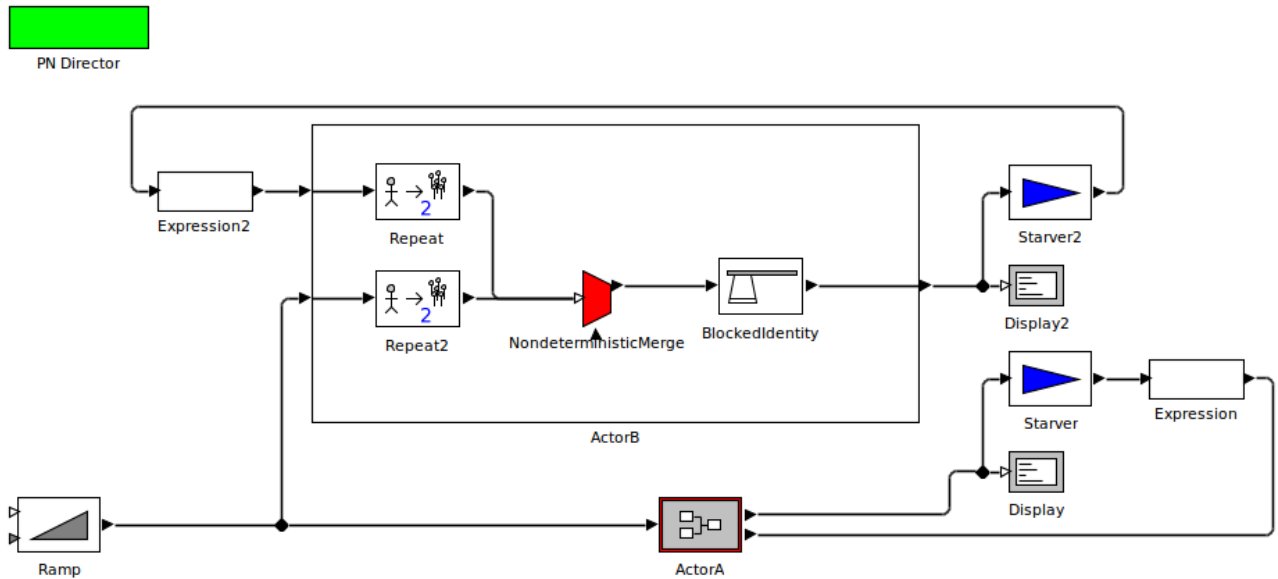 PN Director
Expression2
2
Repeat
Starver2
2
Repeat2
NondeterministicMerge
BlockedIdentity
Display2
ActorB
Starver
Expression
Display
Ramp
ActorA